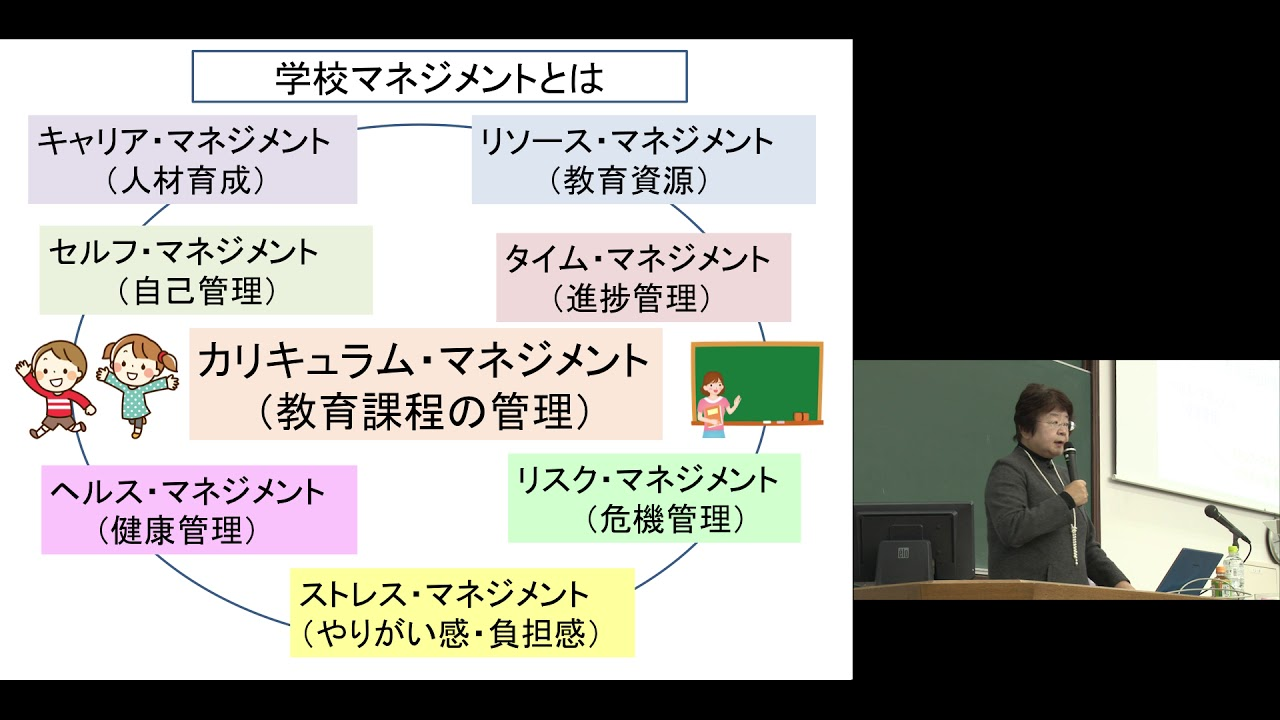 学校マネジメントとは
キャリア・マネジメント
（人材育成）
リソース・マネジメント
（教育資源）
セルフ・マネジメント
（自己管理）
タイム・マネジメント
（進捗管理）
カリキュラム・マネジメント
（教育課程の管理）
ヘルス・マネジメント
（健康管理）
リスク・マネジメント
（危機管理）
ストレス・マネジメント
（やりがい感・負担感）